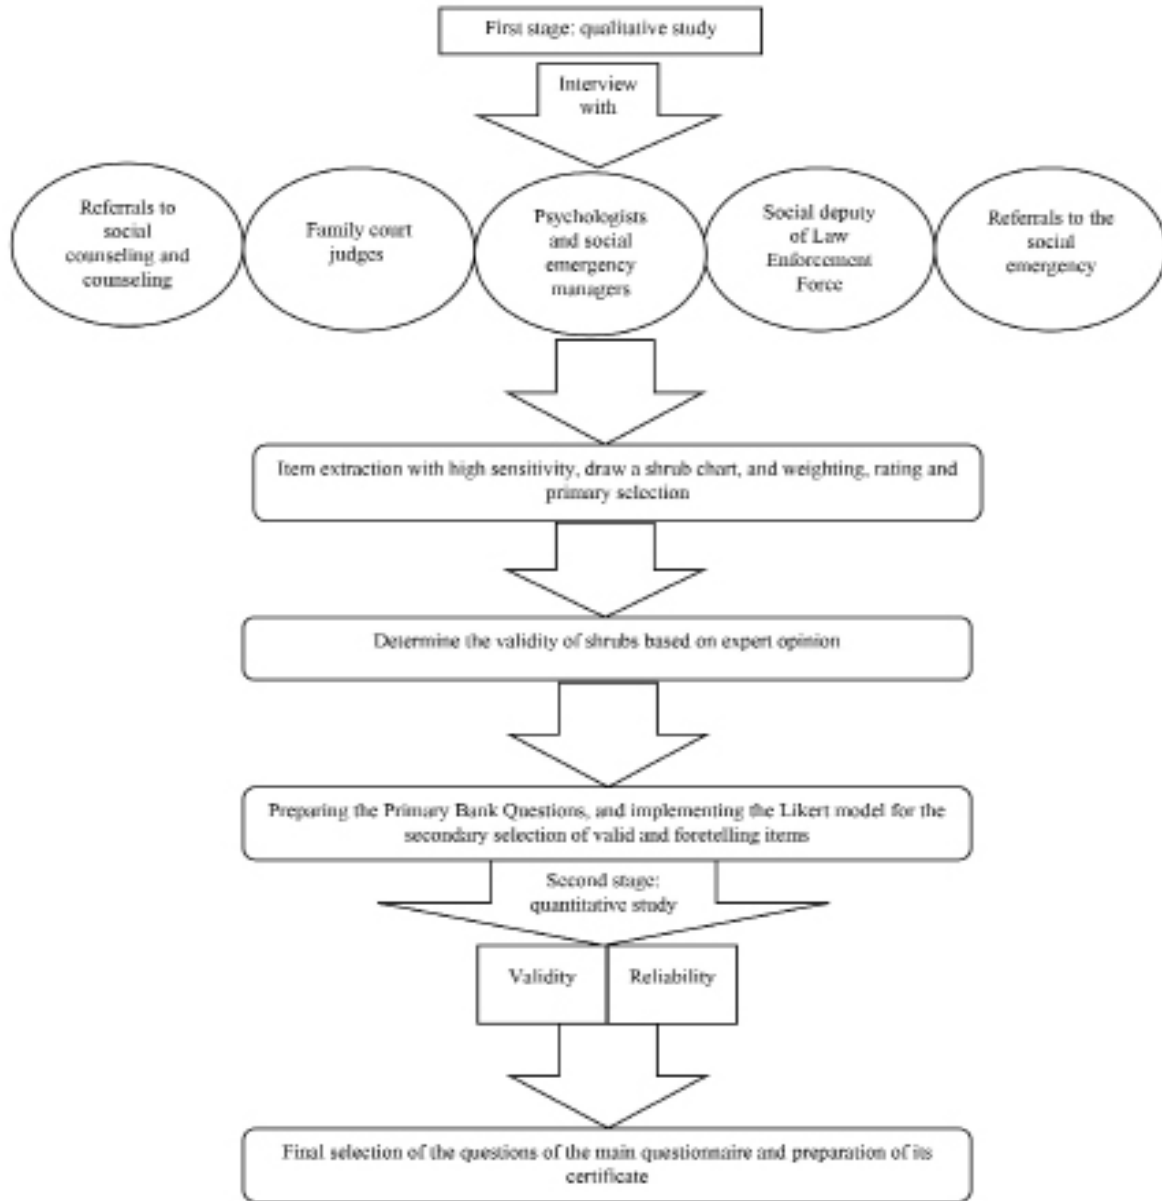 First stage: qualitative study
Interview
with
Referrals to
social
counseling and
counseling
Family court
judges
Psychologists
and social
emergency
managers
Social deputy
of Law
Enforcement
Force
Referrals to the
social
emergency
Item extraction with high sensitivity, draw a shrub chart, and weighting, rating and
primary selection
Determine the validity of shrubs based on expert opinion
Preparing the Primary Bank Questions, and implementing the Likert model for the
secondary selection of valid and foretelling items
Second stage:
quantitative study
Validity
Reliability
Final selection of the questions of the main questionnaire and preparation of its
certificate